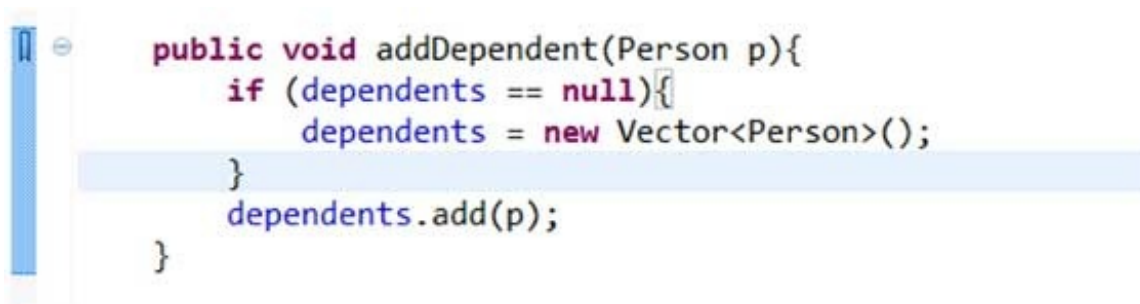 public void addDependent(Person p){
if (dependents == null){
dependents = new Vector<Person>();
}
dependents.add(p);
}